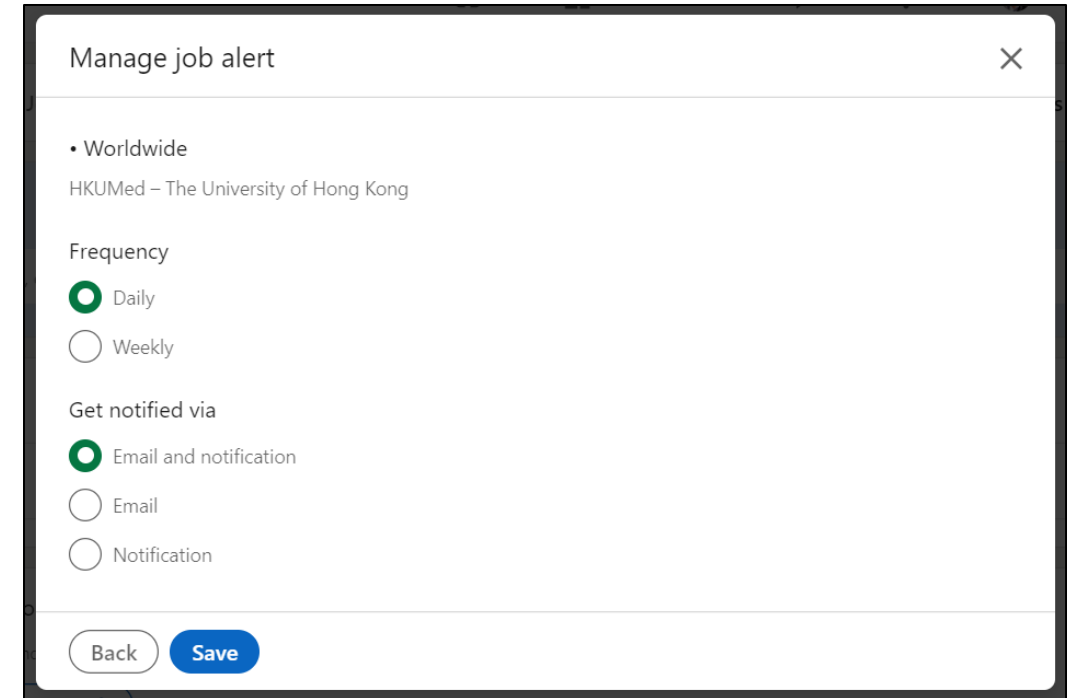 Manage job alert
• Worldwide
HKUMed – The University of Hong Kong
Frequency
Daily
Weekly
Get notified via
Email and notification
Email
Notification
Back
Save